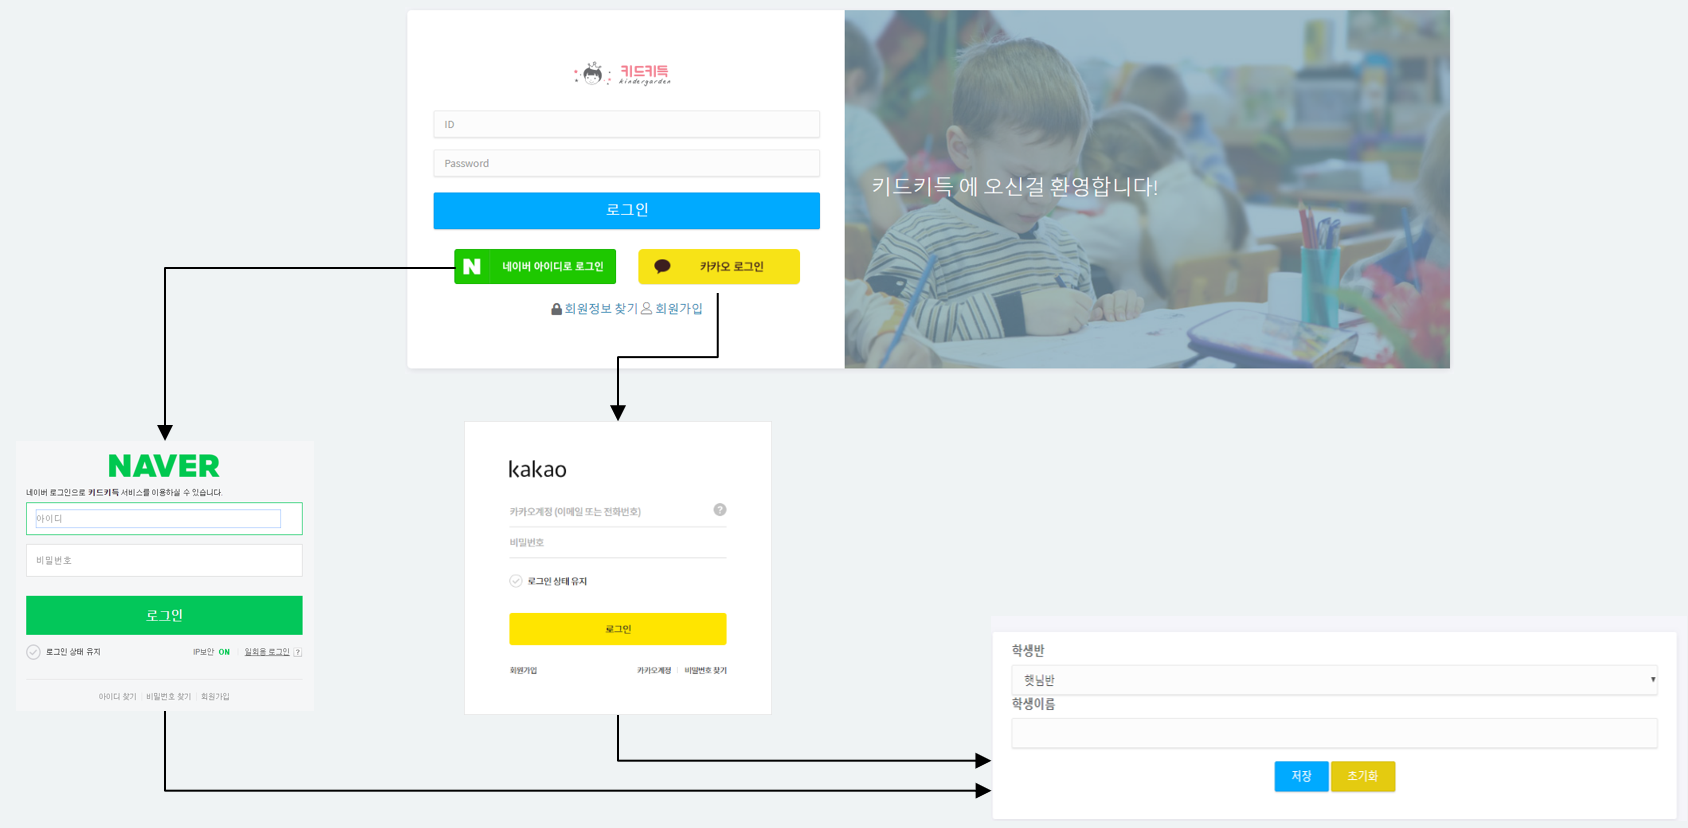 키드키득
kindergarden
ID
Password
로그인
네이버 아이디로 로그인
카카오 로그인
회원정보 찾기 회원가입
키드키득 에 오신걸 환영합니다!
NAVER
네이버 로그인으로 키드키득 서비스를 이용하실 수 있습니다.
아이디
비밀번호
로그인
로그인 상태 유지
IP보안 ON
일회용 로그인 ?
아이디 찾기 | 비밀번호 찾기 | 회원가입
kakao
카카오계정 (이메일 또는 전화번호) ?
비밀번호
로그인 상태 유지
로그인
회원가입
카카오계정 | 비밀번호 찾기
학생반
햇님반
학생이름
저장
초기화